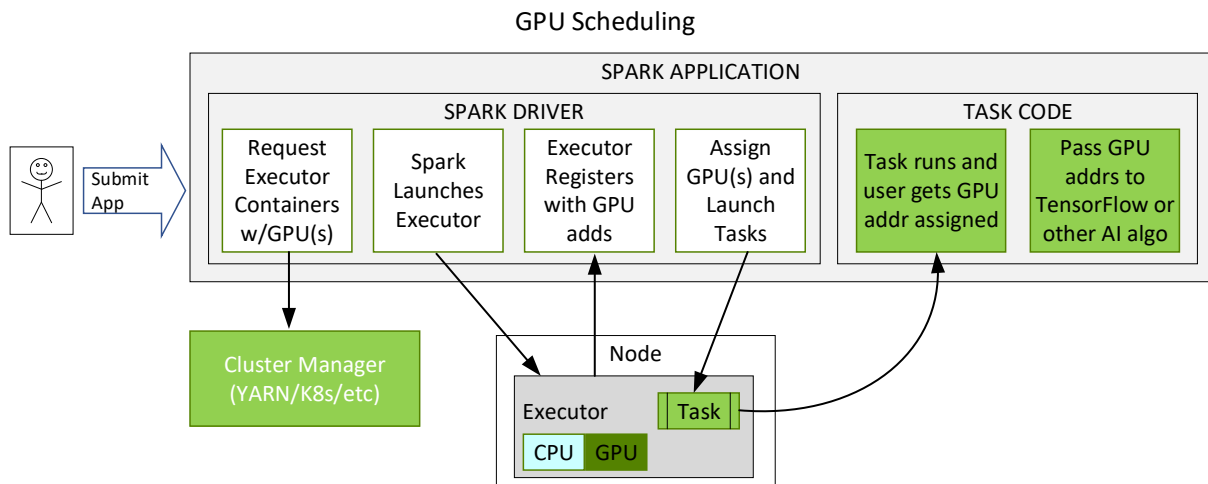 GPU Scheduling
SPARK APPLICATION
SPARK DRIVER
TASK CODE
Submit
App
Request
Executor
Containers
w/GPU(s)
Spark
Launches
Executor
Executor
Registers
with GPU
adds
Assign
GPU(s) and
Launch
Tasks
Task runs and
user gets GPU
addr assigned
Pass GPU
addrs to
TensorFlow or
other AI algo
Cluster Manager
(YARN/K8s/etc)
Node
Executor
Task
CPU
GPU